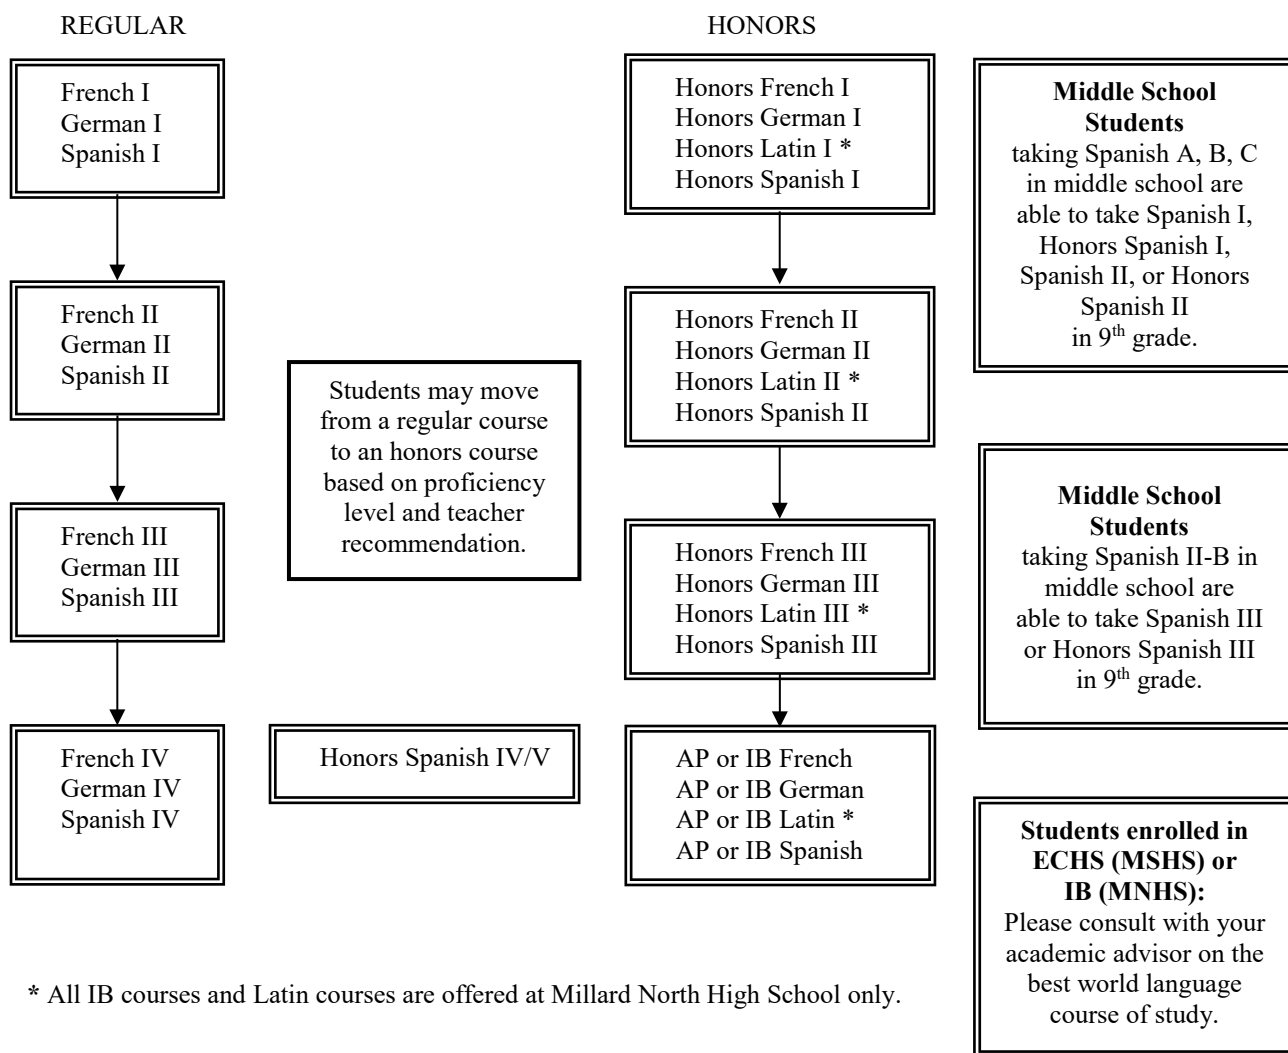 REGULAR
French I
German I
Spanish I
French II
German II
Spanish II
French III
German III
Spanish III
French IV
German IV
Spanish IV
Students may move
from a regular course
to an honors course
based on proficiency
level and teacher
recommendation.
Honors Spanish IV/V
HONORS
Honors French I
Honors German I
Honors Latin I *
Honors Spanish I
Honors French II
Honors German II
Honors Latin II *
Honors Spanish II
Honors French III
Honors German III
Honors Latin III *
Honors Spanish III
AP or IB French
AP or IB German
AP or IB Latin *
AP or IB Spanish
Middle School
Students
taking Spanish A, B, C
in middle school are
able to take Spanish I,
Honors Spanish I,
Spanish II, or Honors
Spanish II
in 9th grade.
Middle School
Students
taking Spanish II-B in
middle school are
able to take Spanish III
or Honors Spanish III
in 9th grade.
Students enrolled in
ECHS (MSHS) or
IB (MNHS):
Please consult with your
academic advisor on the
best world language
course of study.
* All IB courses and Latin courses are offered at Millard North High School only.